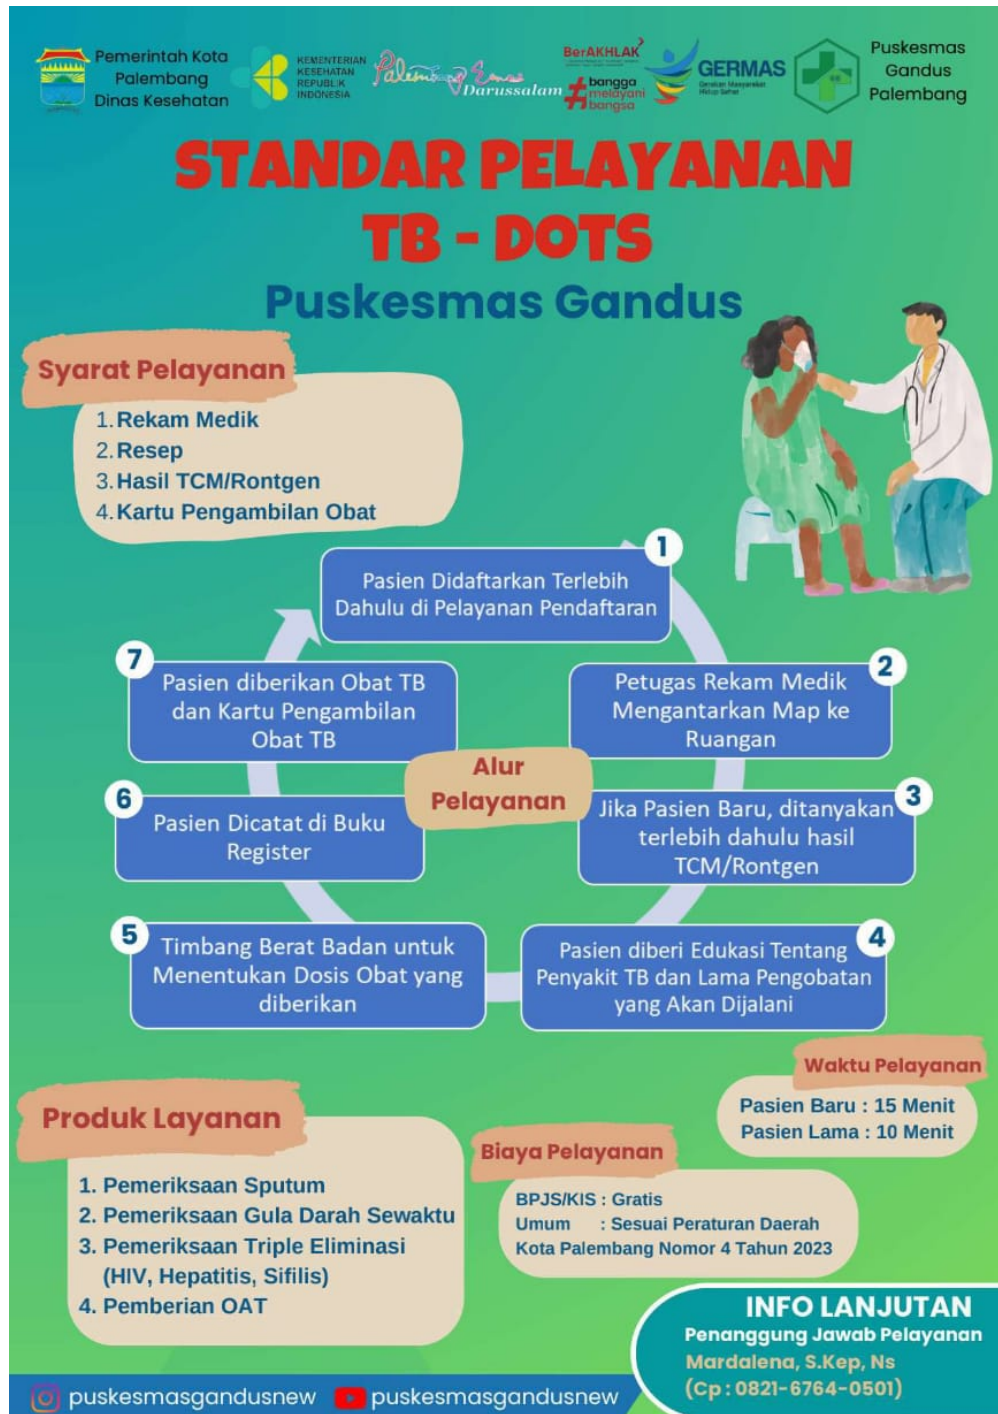 Pemerintah Kota
Palembang
Dinas Kesehatan
KEMENTERIAN
KESEHATAN
REPUBLIK
INDONESIA
Palembang Emas
Darussalam
BerAKHLAK
#bangga
melayani
bangsa
GERMAS
Gerakan Masyarakat
Hidup Sehat
Puskesmas
Gandus
Palembang
STANDAR PELAYANAN
TB - DOTS
Puskesmas Gandus
Syarat Pelayanan
1. Rekam Medik
2. Resep
3. Hasil TCM/Rontgen
4. Kartu Pengambilan Obat
Alur
Pelayanan
1
Pasien Didaftarkan Terlebih
Dahulu di Pelayanan Pendaftaran
2
Petugas Rekam Medik
Mengantarkan Map ke
Ruangan
3
Jika Pasien Baru, ditanyakan
terlebih dahulu hasil
TCM/Rontgen
4
Pasien diberi Edukasi Tentang
Penyakit TB dan Lama Pengobatan
yang Akan Dijalani
5
Timbang Berat Badan untuk
Menentukan Dosis Obat yang
diberikan
6
Pasien Dicatat di Buku
Register
7
Pasien diberikan Obat TB
dan Kartu Pengambilan
Obat TB
Waktu Pelayanan
Pasien Baru : 15 Menit
Pasien Lama : 10 Menit
Produk Layanan
1. Pemeriksaan Sputum
2. Pemeriksaan Gula Darah Sewaktu
3. Pemeriksaan Triple Eliminasi
(HIV, Hepatitis, Sifilis)
4. Pemberian OAT
Biaya Pelayanan
BPJS/KIS : Gratis
Umum : Sesuai Peraturan Daerah
Kota Palembang Nomor 4 Tahun 2023
INFO LANJUTAN
Penanggung Jawab Pelayanan
Mardalena, S.Kep, Ns
(Cp : 0821-6764-0501)
puskesmasgandusnew
puskesmasgandusnew